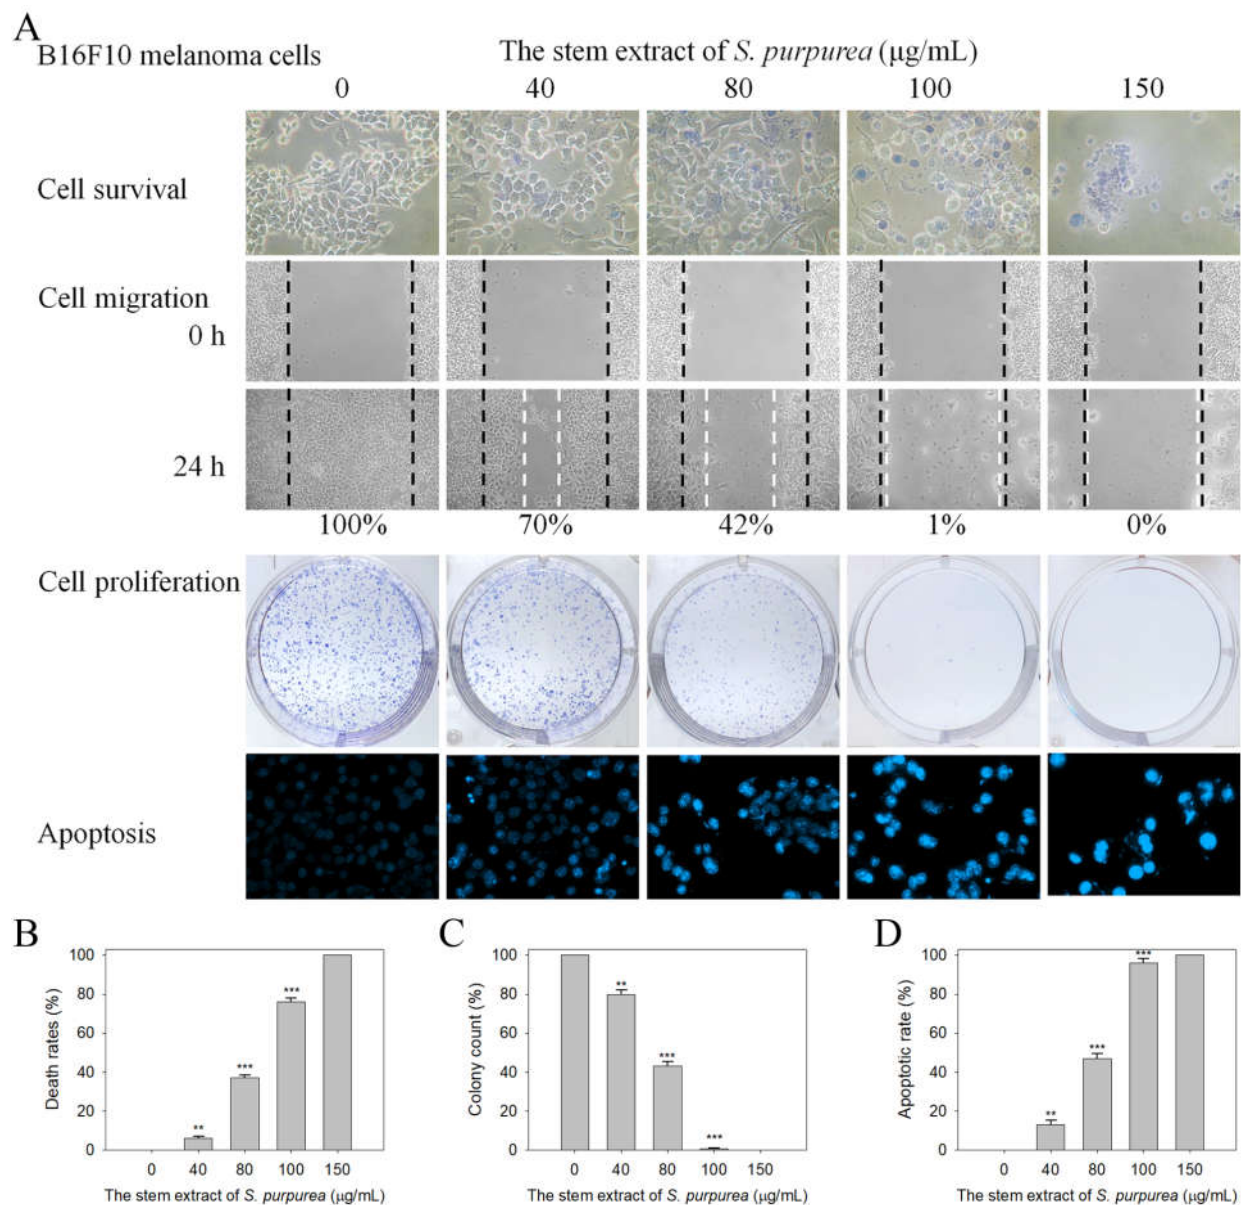 A
B16F10 melanoma cells
The stem extract of S. purpurea (µg/mL)
0 40 80 100 150
Cell survival
Cell migration
0 h
24 h
100% 70% 42% 1% 0%
Cell proliferation
Apoptosis
B
Death rates (%)
100
80
60
40
20
0
**
***
***
0 40 80 100 150
The stem extract of S. purpurea (µg/mL)
C
Colony count (%)
100
80
60
40
20
0
**
***
***
0 40 80 100 150
The stem extract of S. purpurea (µg/mL)
D
Apoptotic rate (%)
100
80
60
40
20
0
**
***
***
0 40 80 100 150
The stem extract of S. purpurea (µg/mL)